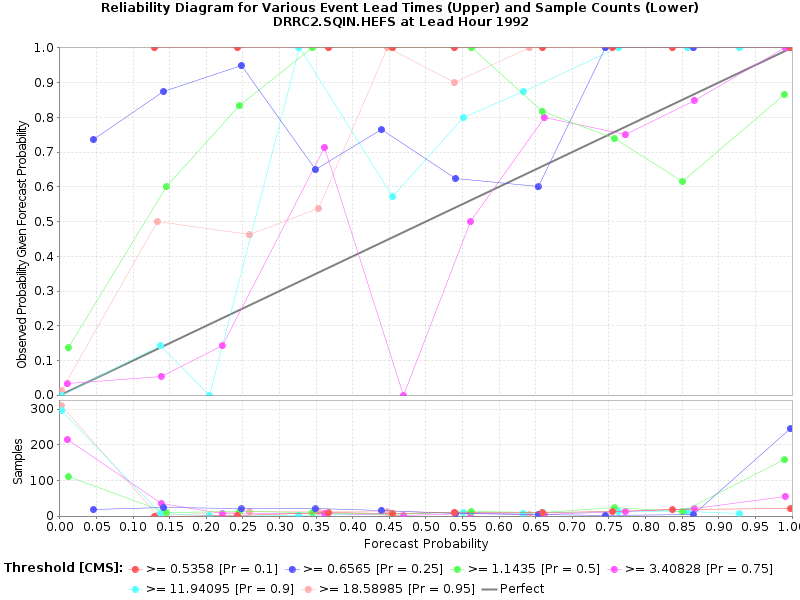 Reliability Diagram for Various Event Lead Times (Upper) and Sample Counts (Lower)
DRRC2.SQIN.HEFS at Lead Hour 1992
Observed Probability Given Forecast Probability
1.0
0.9
0.8
0.7
0.6
0.5
0.4
0.3
0.2
0.1
0.0
Samples
300
200
100
0
0.00 0.05 0.10 0.15 0.20 0.25 0.30 0.35 0.40 0.45 0.50 0.55 0.60 0.65 0.70 0.75 0.80 0.85 0.90 0.95 1.0
Forecast Probability
Threshold [CMS]: >= 0.5358 [Pr = 0.1] >= 0.6565 [Pr = 0.25] >= 1.1435 [Pr = 0.5] >= 3.40828 [Pr = 0.75]
>= 11.94095 [Pr = 0.9] >= 18.58985 [Pr = 0.95] Perfect